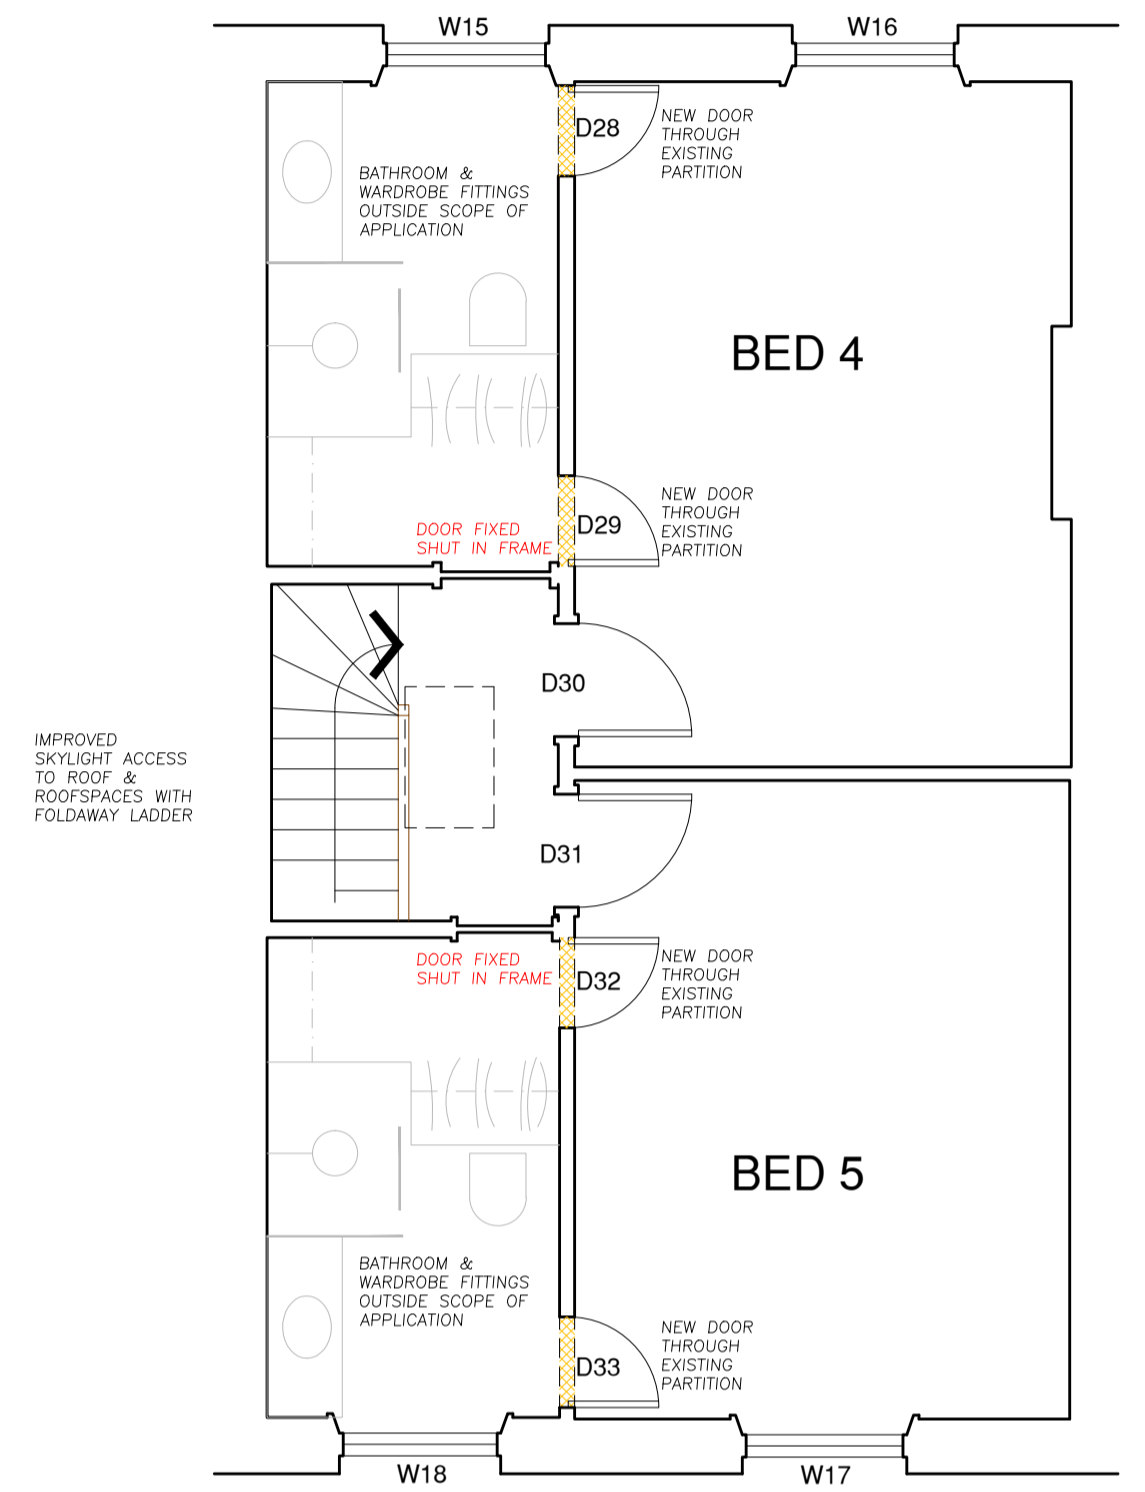 W15
W16
D28
NEW DOOR
THROUGH
EXISTING
PARTITION
BATHROOM &
WARDROBE FITTINGS
OUTSIDE SCOPE OF
APPLICATION
BED 4
D29
NEW DOOR
THROUGH
EXISTING
PARTITION
DOOR FIXED
SHUT IN FRAME
D30
IMPROVED
SKYLIGHT ACCESS
TO ROOF &
ROOFSPACES WITH
FOLDAWAY LADDER
D31
DOOR FIXED
SHUT IN FRAME
D32
NEW DOOR
THROUGH
EXISTING
PARTITION
BED 5
BATHROOM &
WARDROBE FITTINGS
OUTSIDE SCOPE OF
APPLICATION
D33
NEW DOOR
THROUGH
EXISTING
PARTITION
W18
W17